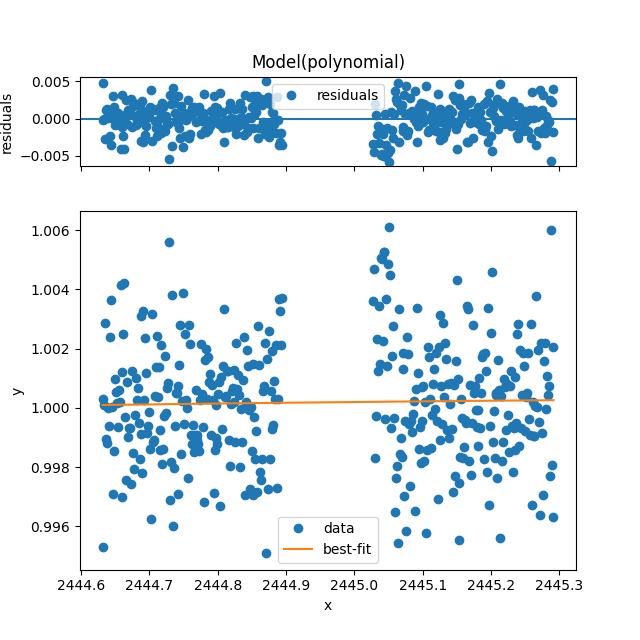 Model(polynomial)
residuals
0.005
0.000
−0.005
residuals
y
1.006
1.004
1.002
1.000
0.998
0.996
data
best-fit
2444.6 2444.7 2444.8 2444.9 2445.0 2445.1 2445.2 2445.3
x